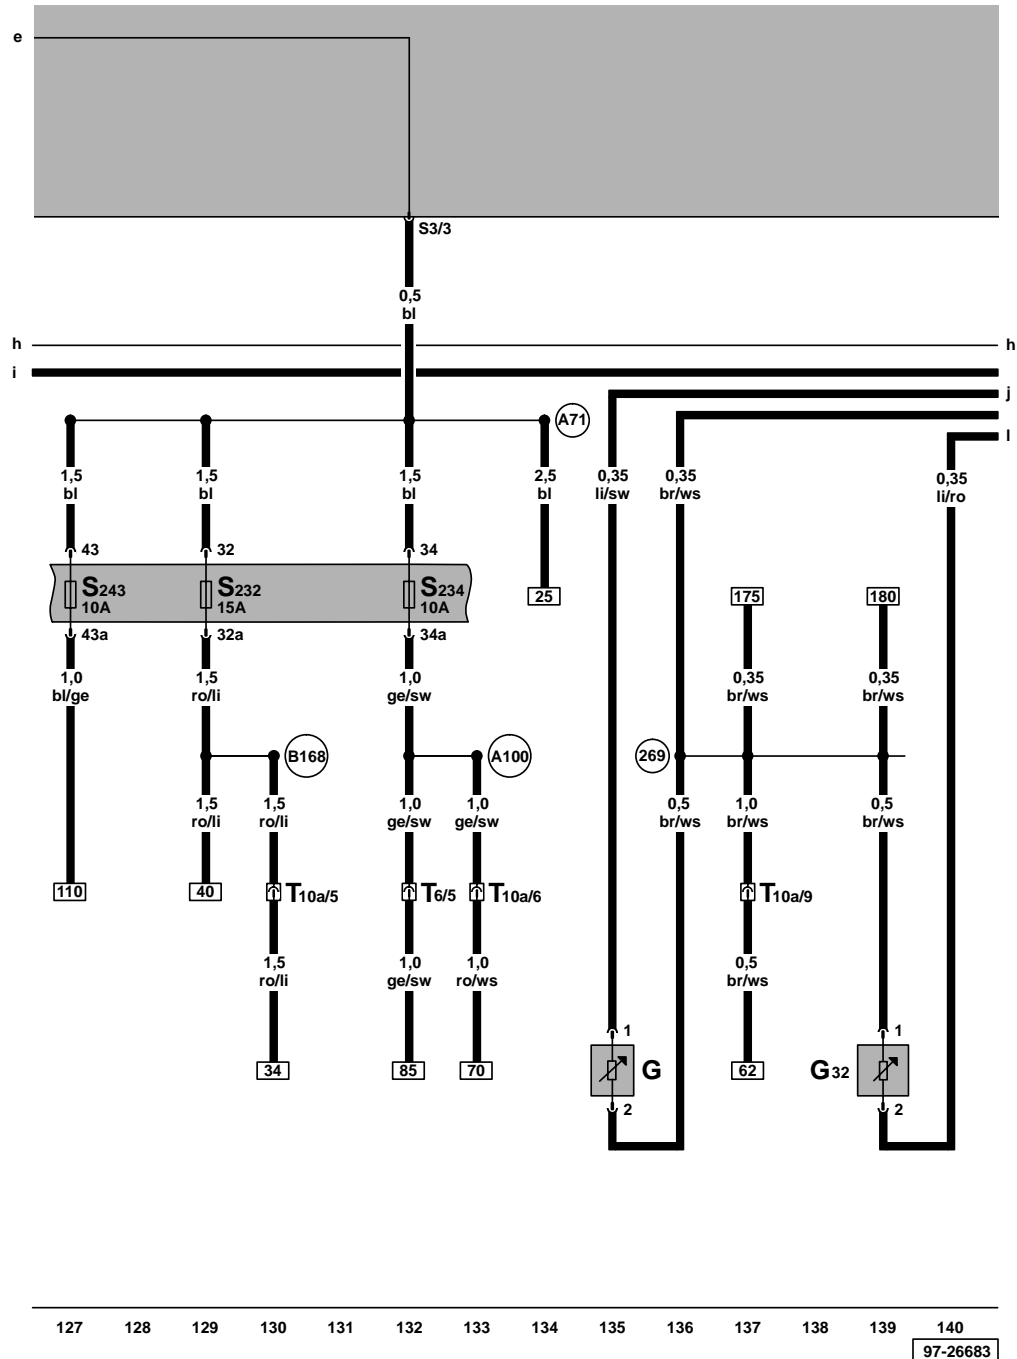 e
S3/3
0,5
bl
h h
i
j
l
A71
1,5 1,5 1,5 2,5 0,35 0,35 0,35
bl bl bl bl li/sw br/ws li/ro
43 32 34
S243 S232 S234
10A 15A 10A
25 175 180
43a 32a 34a
1,0 1,5 1,0 0,35 0,35
bl/ge ro/li ge/sw br/ws br/ws
B168 A100 269
1,5 1,5 1,0 1,0 0,5 1,0 0,5
ro/li ro/li ge/sw ge/sw br/ws br/ws br/ws
110 40 T10a/5 T6/5 T10a/6 T10a/9
1,5 1,0 1,0 0,5
ro/li ge/sw ro/ws br/ws
1 1
34 85 70 G 62 G32
2 2
127 128 129 130 131 132 133 134 135 136 137 138 139 140
97-26683